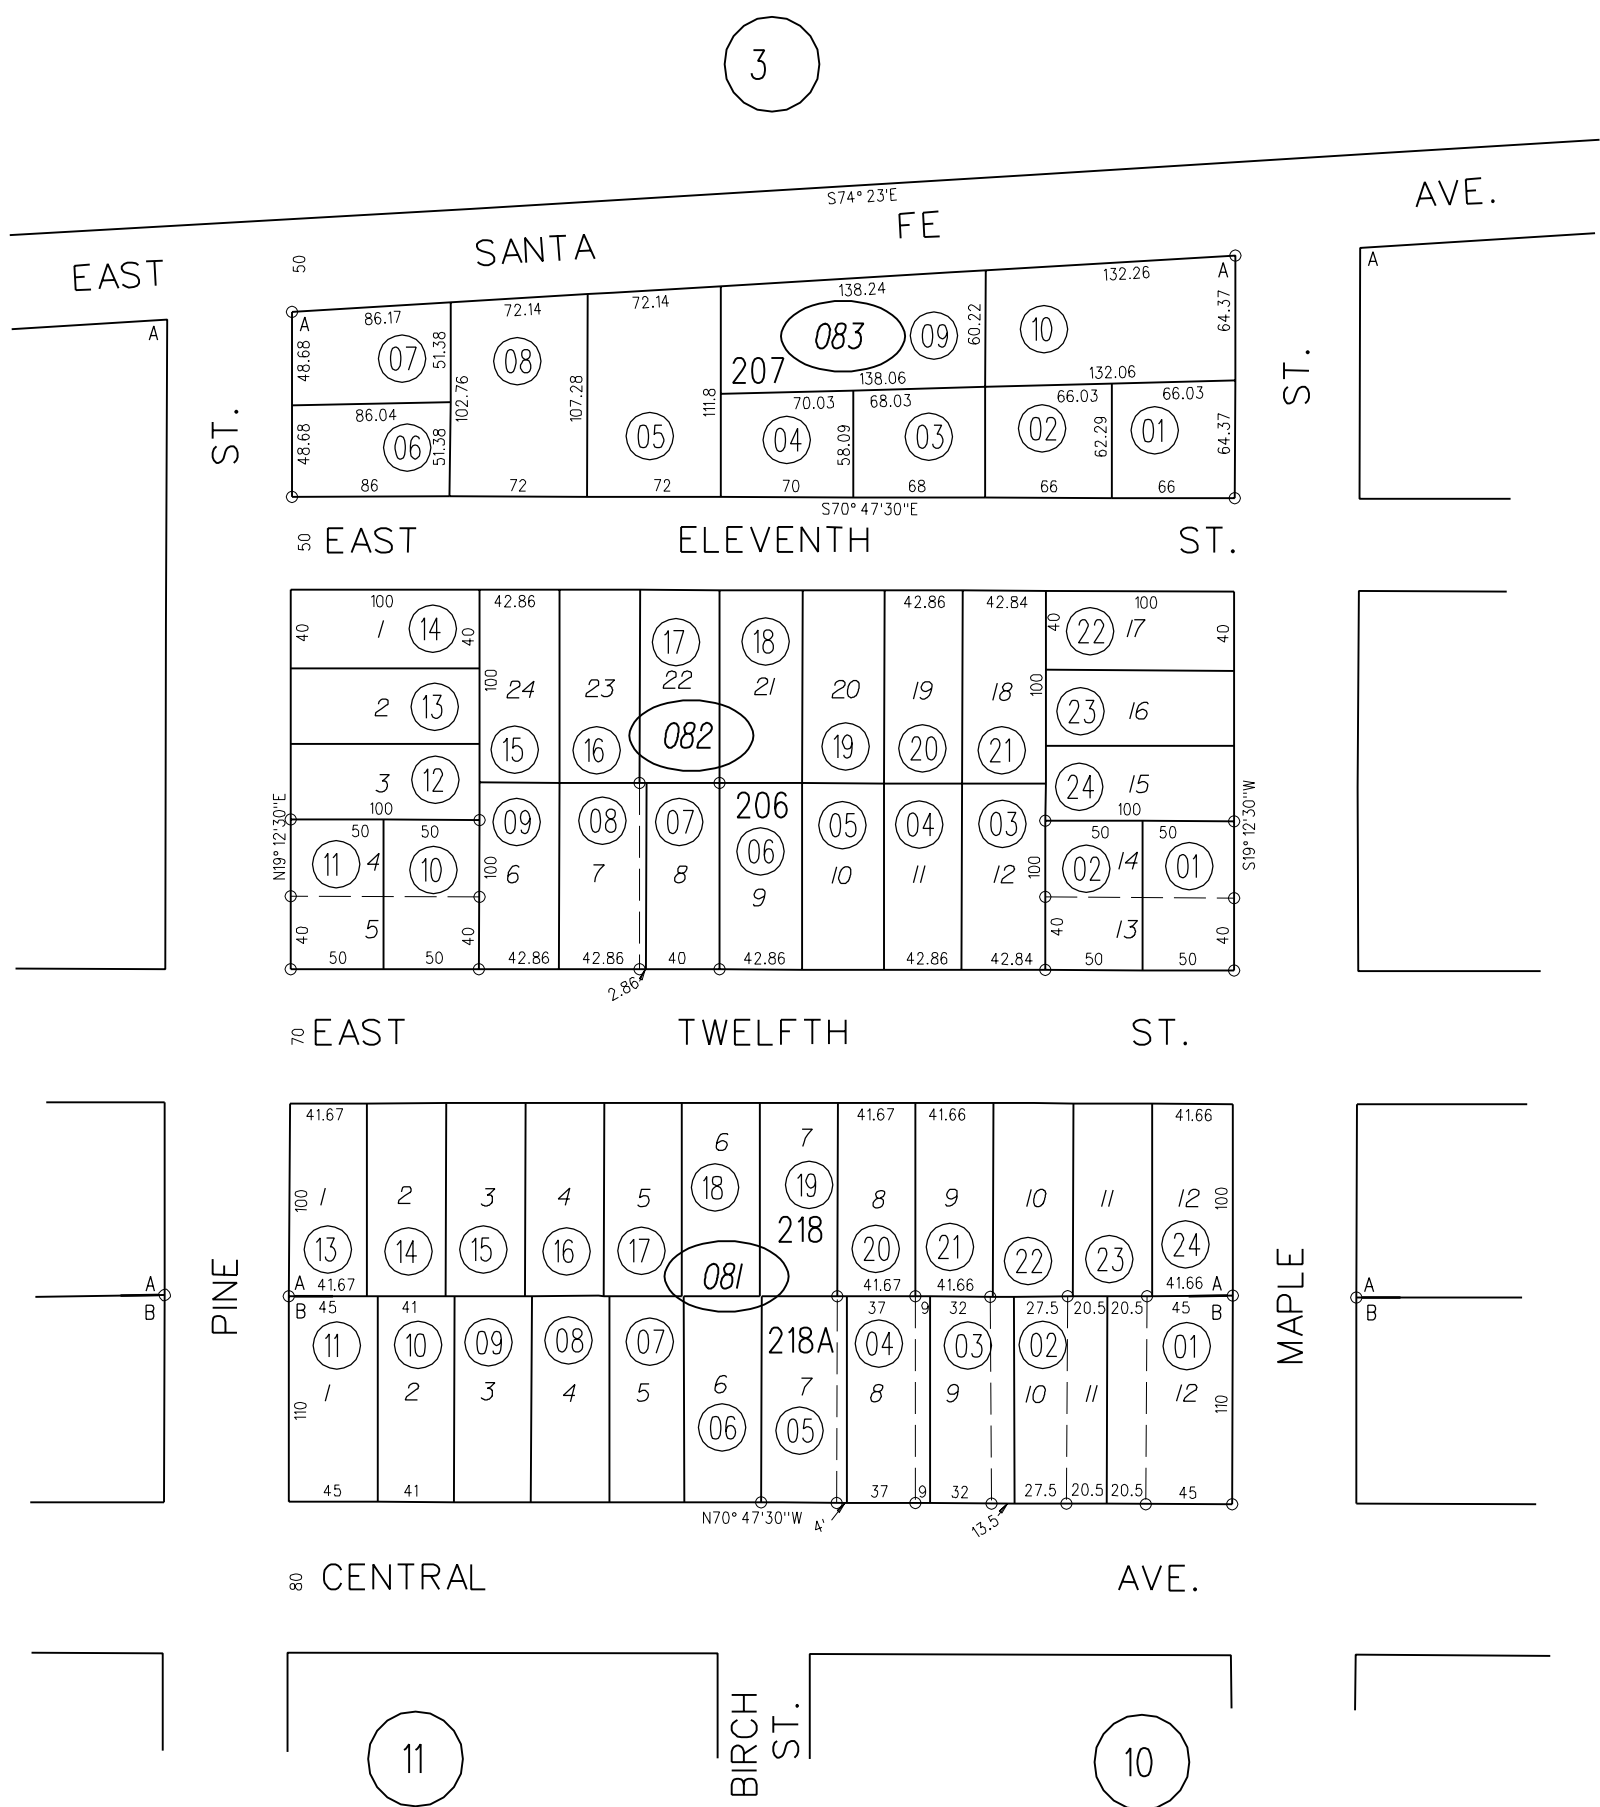 3
S74° 23'E
EAST SANTA FE AVE.
50
A
A 86.17 72.14 72.14 138.24 132.26 A
A
48.68 07 51.38 08 083 09 60.22 10 64.37
102.76 107.28 111.8 207
86.04 138.06 132.06
70.03 68.03 66.03 66.03
48.68 06 51.38 05 04 58.09 03 02 62.29 01 64.37
86 72 72 70 68 66 66
S70° 47'30"E
ST.
ST.
50 EAST ELEVENTH ST.
100 42.86 42.86 42.84 100
40 1 14 40 17 18 40 22 17 40
100 24 23 22 21 20 19 18 100
2 13 23 16
15 16 082 19 20 21
3 12 24 15
100 206 100
N19° 12'30"E S19° 12'30"W
50 50 09 08 07 06 05 04 03 50 50
11 4 10 100 6 7 8 9 10 11 12 100 02 14 01
40 5 40 40 13 40
50 50 42.86 42.86 40 42.86 42.86 42.84 50 50
2.86
70 EAST TWELFTH ST.
41.67 41.67 41.66 41.66
6 7
18 19
100 1 2 3 4 5 8 9 10 11 12 100
218
13 14 15 16 17 20 21 22 23 24
081
A A 41.67 41.67 41.66 41.66 A A
B B 45 41 37 9 32 27.5 20.5 20.5 45 B B
PINE
MAPLE
218A
11 10 09 08 07 04 03 02 01
1 2 3 4 5 6 7 8 9 10 11 12
110 06 05 110
45 41 37 9 32 27.5 20.5 20.5 45
N70° 47'30"W 4' 13.5
80 CENTRAL AVE.
BIRCH
ST.
11
10